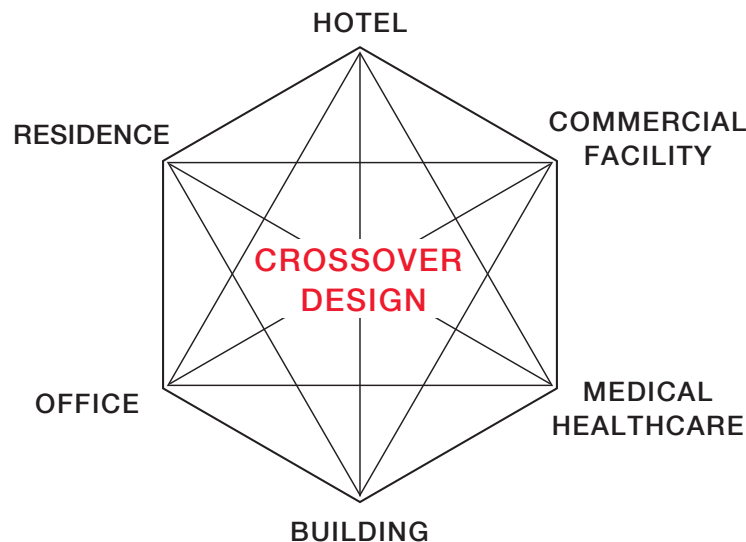 HOTEL
RESIDENCE
COMMERCIAL
FACILITY
CROSSOVER
DESIGN
OFFICE
MEDICAL
HEALTHCARE
BUILDING